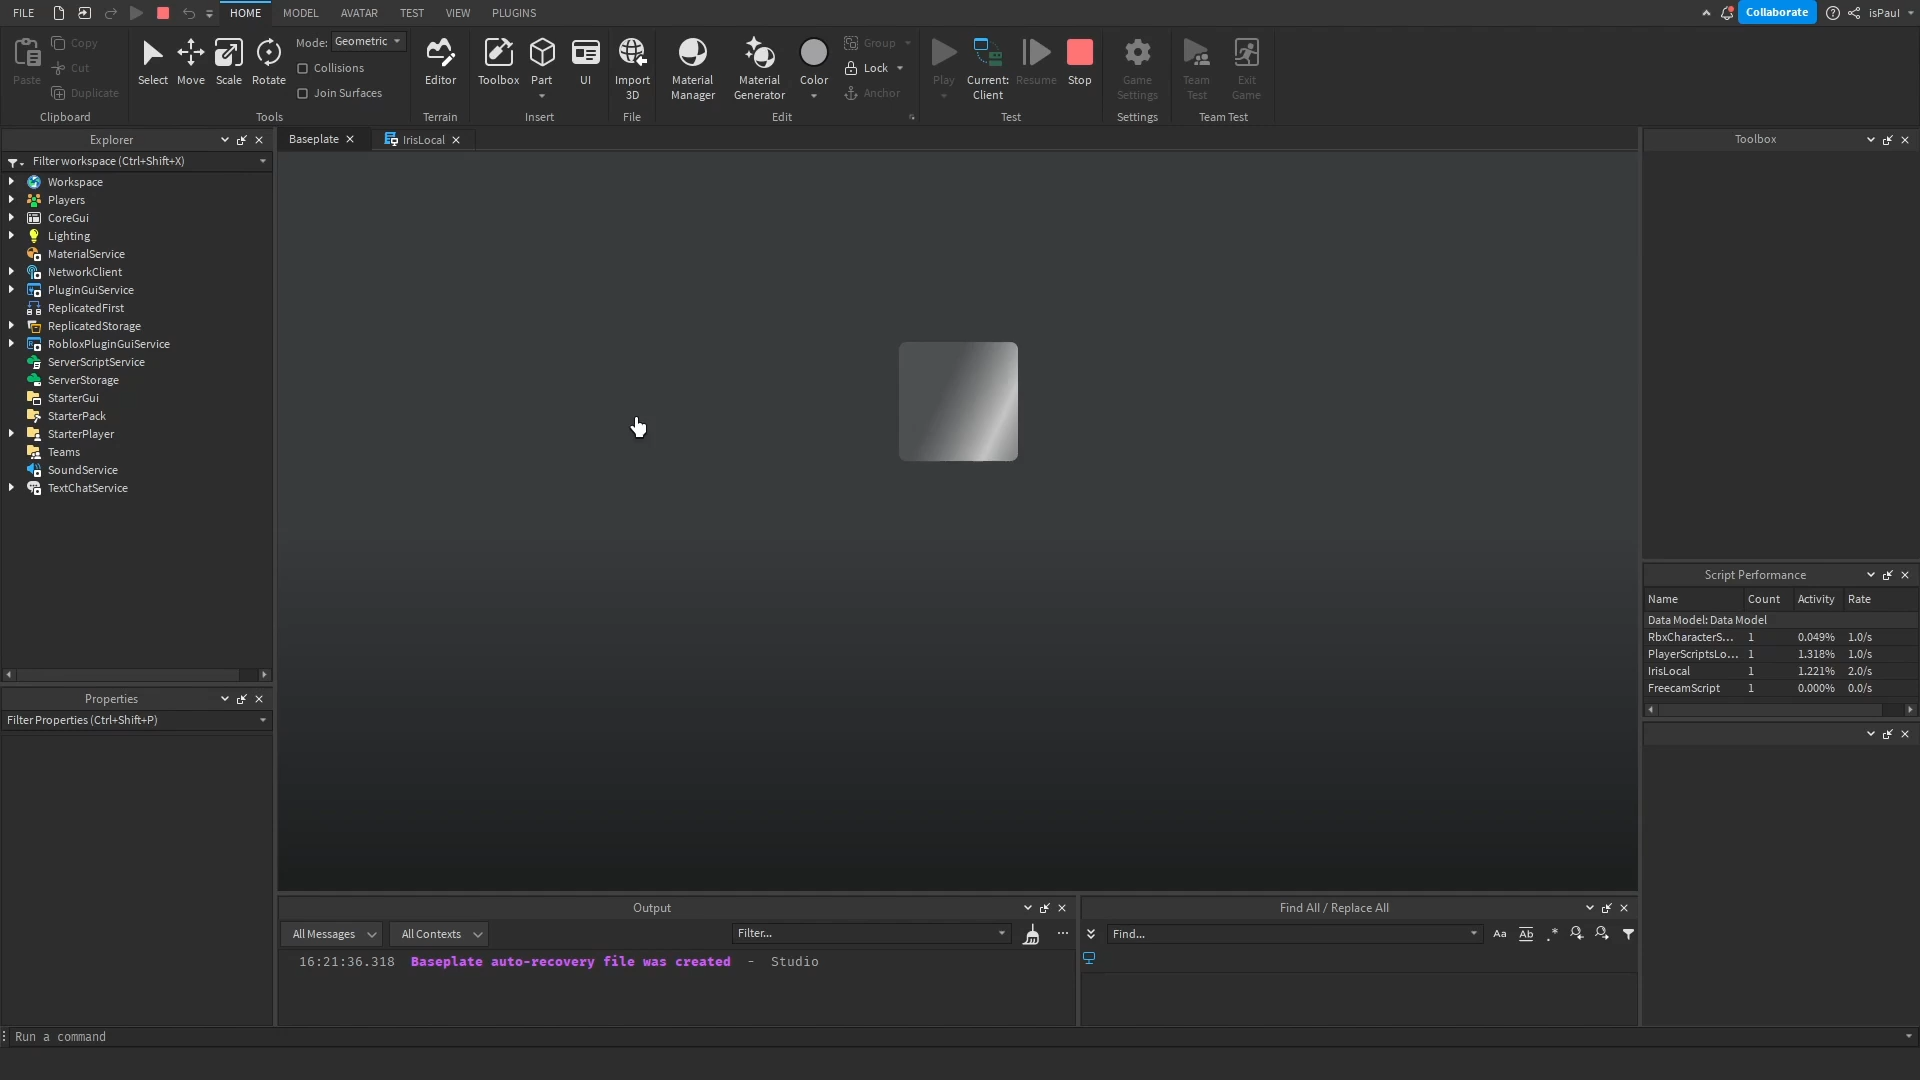 FILE HOME MODEL AVATAR TEST VIEW PLUGINS Collaborate isPaul
Paste Copy Cut Duplicate Clipboard
Select Move Scale Rotate Mode: Geometric Collisions Join Surfaces Tools
Editor Terrain
Toolbox Part UI Insert
Import 3D File
Material Manager Material Generator Color Group Lock Anchor Edit
Play Current: Client Resume Stop Test
Game Settings Settings
Team Test Exit Game Team Test
Explorer
Filter workspace (Ctrl+Shift+X)
Workspace
Players
CoreGui
Lighting
MaterialService
NetworkClient
PluginGuiService
ReplicatedFirst
ReplicatedStorage
RobloxPluginGuiService
ServerScriptService
ServerStorage
StarterGui
StarterPack
StarterPlayer
Teams
SoundService
TextChatService
Properties
Filter Properties (Ctrl+Shift+P)
Baseplate IrisLocal
Output
All Messages All Contexts Filter...
16:21:36.318 Baseplate auto-recovery file was created - Studio
Find All / Replace All
Find... Aa Ab .*
Toolbox
Script Performance
Name Count Activity Rate
Data Model: Data Model
RbxCharacterS... 1 0.049% 1.0/s
PlayerScriptsLo... 1 1.318% 1.0/s
IrisLocal 1 1.221% 2.0/s
FreecamScript 1 0.000% 0.0/s
Run a command